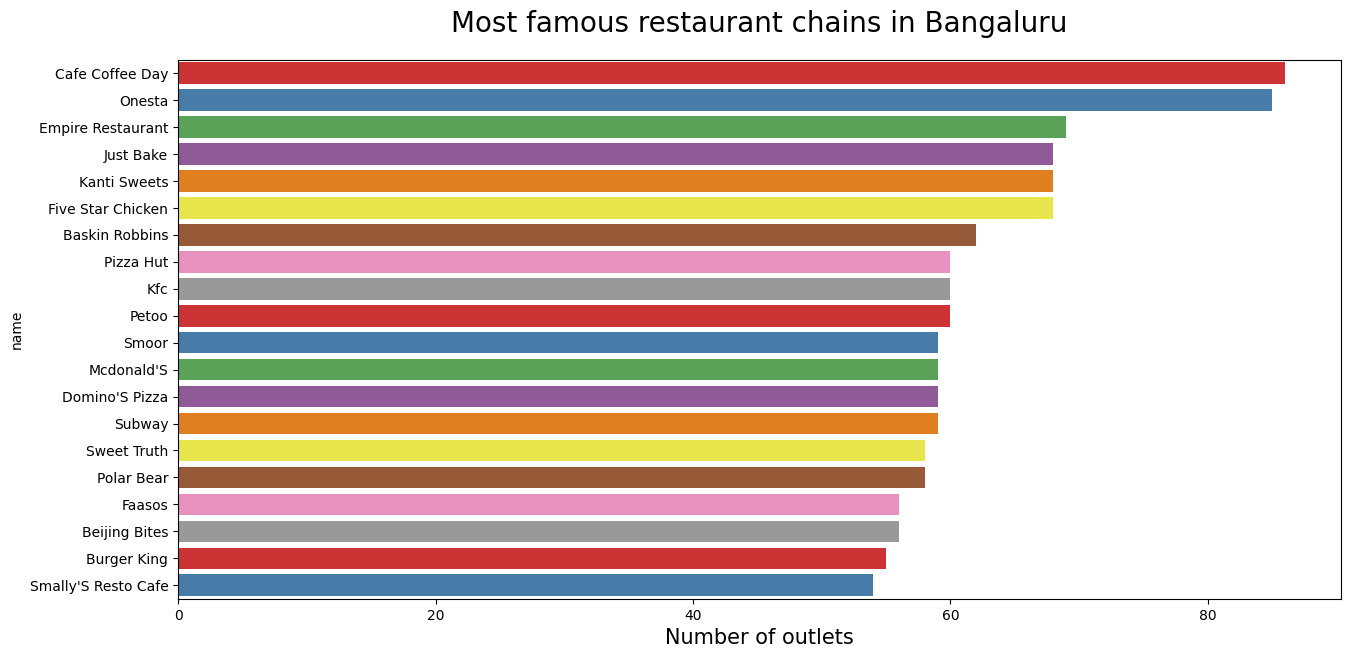 Most famous restaurant chains in Bangaluru
Cafe Coffee Day
Onesta
Empire Restaurant
Just Bake
Kanti Sweets
Five Star Chicken
Baskin Robbins
Pizza Hut
Kfc
Petoo
Smoor
Mcdonald'S
Domino'S Pizza
Subway
Sweet Truth
Polar Bear
Faasos
Beijing Bites
Burger King
Smally'S Resto Cafe
name
0 20 40 60 80
Number of outlets